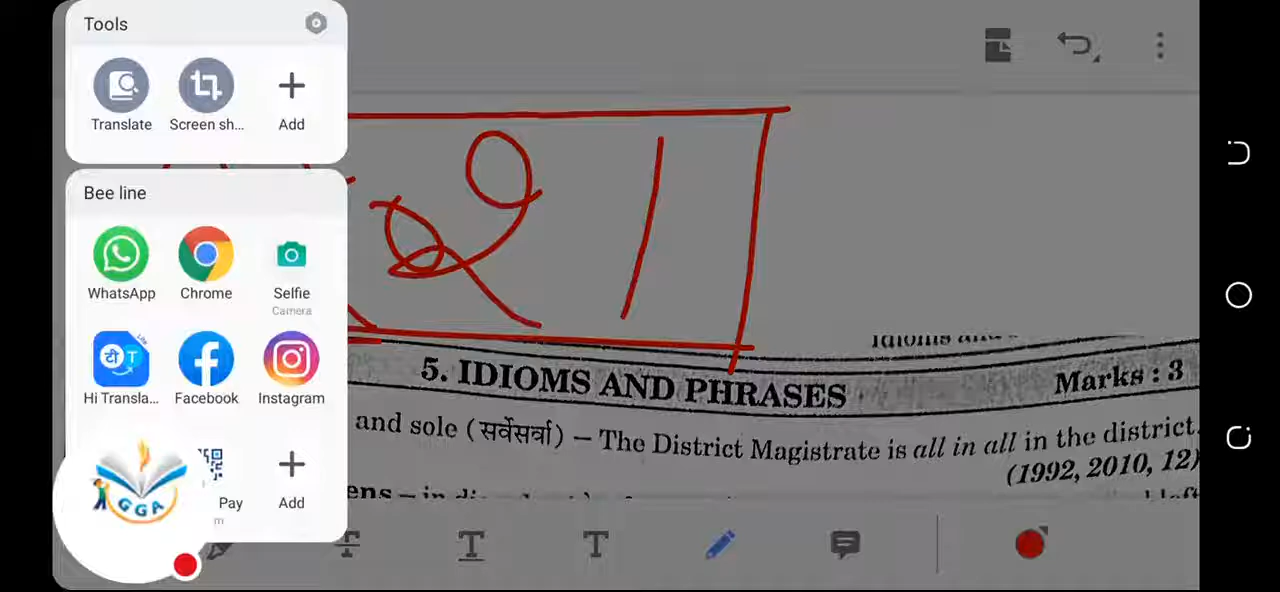 Tools
Translate
Screen sh...
Add
Bee line
WhatsApp
Chrome
Selfie
Camera
Hi Transla...
Facebook
Instagram
Pay
Add
GGA
5. IDIOMS AND PHRASES
Marks : 3
and sole (सर्वेसर्वा) – The District Magistrate is all in all in the district.
(1992, 2010, 12)